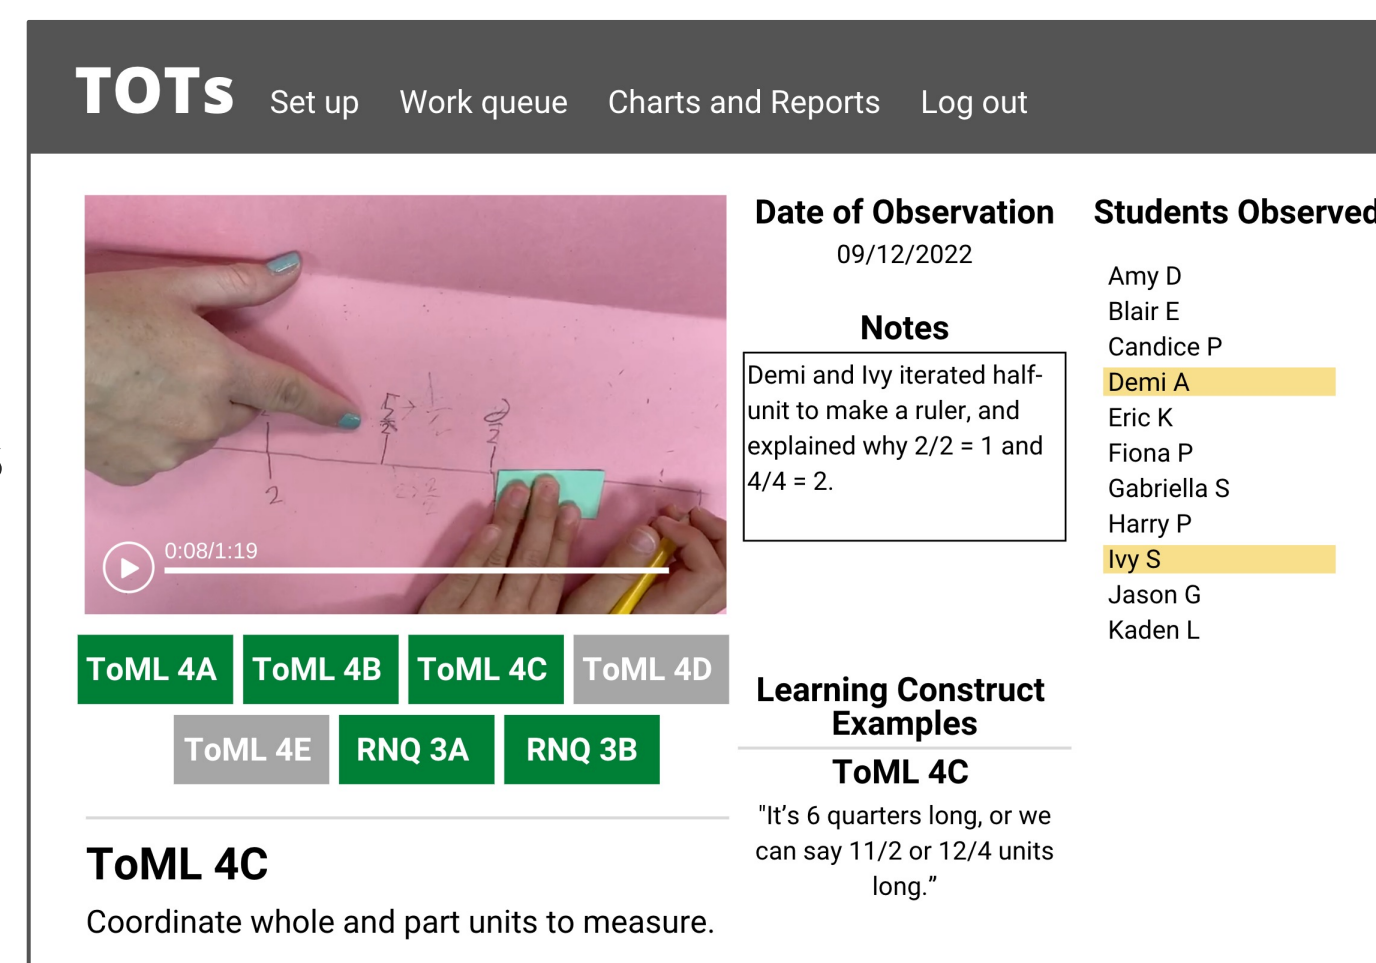 TOTs Set up Work queue Charts and Reports Log out
0:08/1:19
2
5/2 >
2
ToML 4A ToML 4B ToML 4C ToML 4D
ToML 4E RNQ 3A RNQ 3B
ToML 4C
Coordinate whole and part units to measure.
Date of Observation
09/12/2022
Notes
Demi and Ivy iterated half-
unit to make a ruler, and
explained why 2/2 = 1 and
4/4 = 2.
Learning Construct
Examples
ToML 4C
"It’s 6 quarters long, or we
can say 11/2 or 12/4 units
long.”
Students Observed
Amy D
Blair E
Candice P
Demi A
Eric K
Fiona P
Gabriella S
Harry P
Ivy S
Jason G
Kaden L